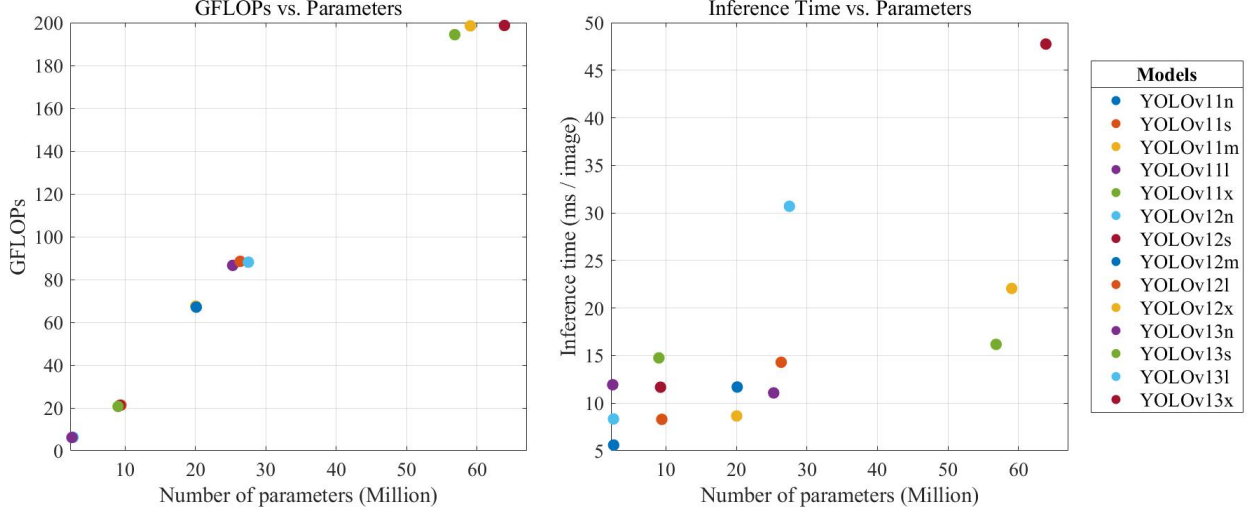 GFLOPs vs. Parameters
200
180
160
140
120
100
80
60
40
20
0
10 20 30 40 50 60
Number of parameters (Million)
GFLOPs
Inference Time vs. Parameters
50
45
40
35
30
25
20
15
10
5
10 20 30 40 50 60
Number of parameters (Million)
Inference time (ms / image)
Models
YOLOv11n
YOLOv11s
YOLOv11m
YOLOv11l
YOLOv11x
YOLOv12n
YOLOv12s
YOLOv12m
YOLOv12l
YOLOv12x
YOLOv13n
YOLOv13s
YOLOv13l
YOLOv13x